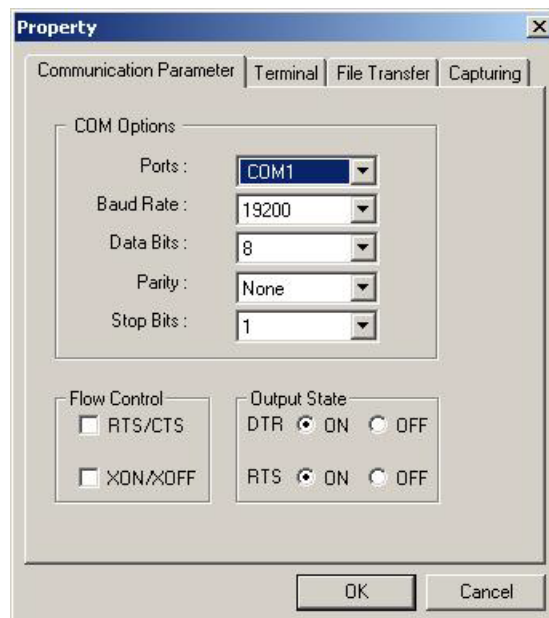 Property
Communication Parameter Terminal File Transfer Capturing
COM Options
Ports : COM1
Baud Rate : 19200
Data Bits : 8
Parity : None
Stop Bits : 1
Flow Control
RTS/CTS
XON/XOFF
Output State
DTR ON OFF
RTS ON OFF
OK Cancel